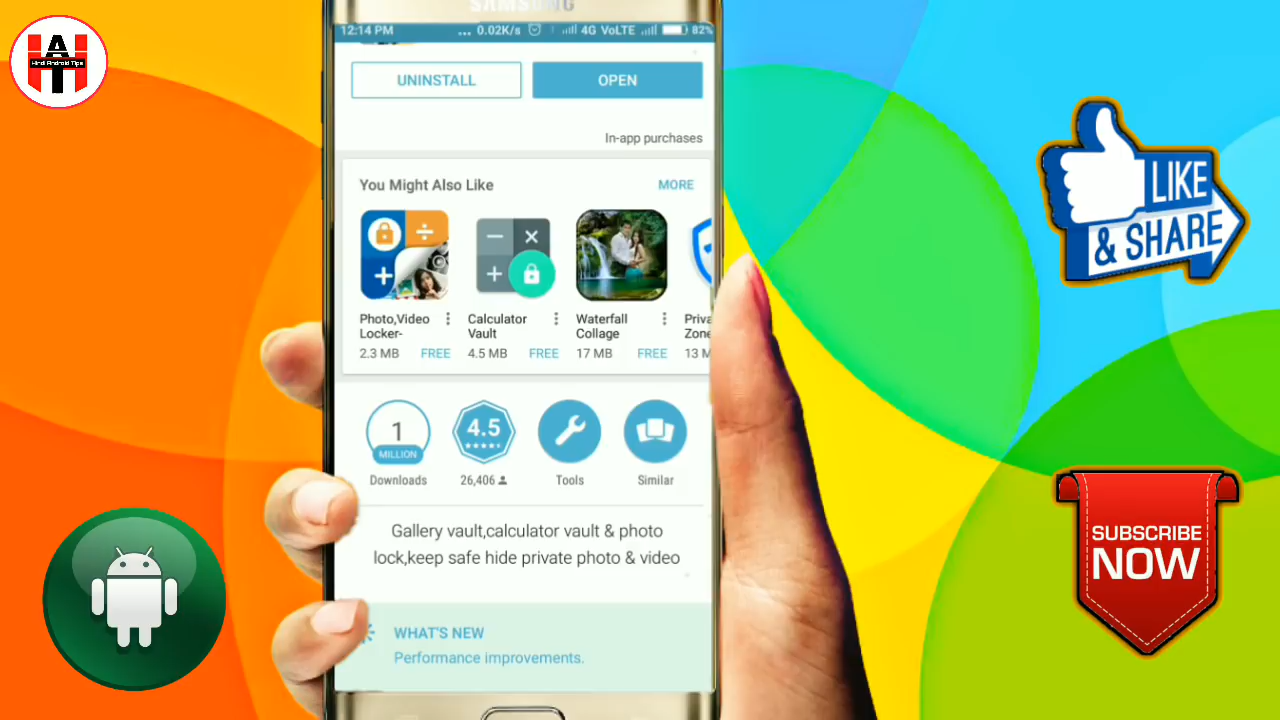 SAMSUNG
12:14 PM
... 0.02K/s 4G VoLTE 82%
HAT
Hindi Android Tips
UNINSTALL
OPEN
In-app purchases
You Might Also Like
MORE
Photo,Video
Locker-
2.3 MB FREE
Calculator
Vault
4.5 MB FREE
Waterfall
Collage
17 MB FREE
Priva
Zone
13 M
1
MILLION
Downloads
4.5
26,406
Tools
Similar
Gallery vault,calculator vault & photo
lock,keep safe hide private photo & video
WHAT'S NEW
Performance improvements.
LIKE
& SHARE
SUBSCRIBE
NOW